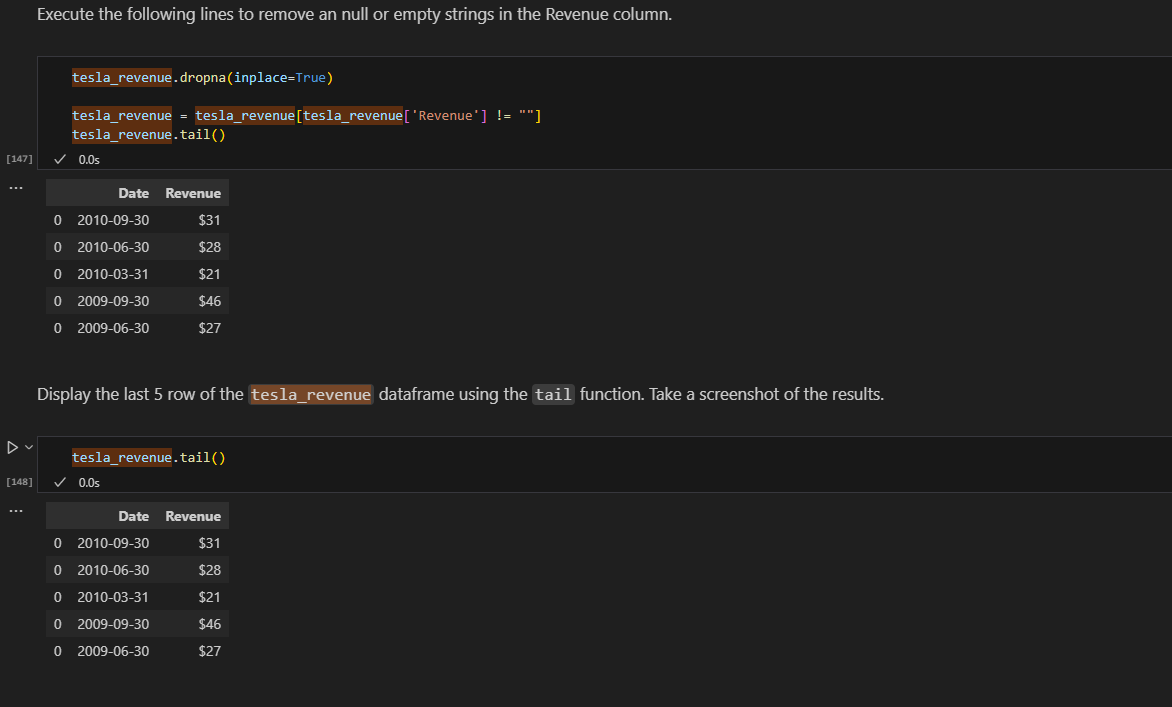 Execute the following lines to remove an null or empty strings in the Revenue column.
tesla_revenue.dropna(inplace=True)
tesla_revenue = tesla_revenue[tesla_revenue['Revenue'] != ""]
tesla_revenue.tail()
[147] ✓ 0.0s
...
Date Revenue
0 2010-09-30 $31
0 2010-06-30 $28
0 2010-03-31 $21
0 2009-09-30 $46
0 2009-06-30 $27
Display the last 5 row of the tesla_revenue dataframe using the tail function. Take a screenshot of the results.
tesla_revenue.tail()
[148] ✓ 0.0s
...
Date Revenue
0 2010-09-30 $31
0 2010-06-30 $28
0 2010-03-31 $21
0 2009-09-30 $46
0 2009-06-30 $27